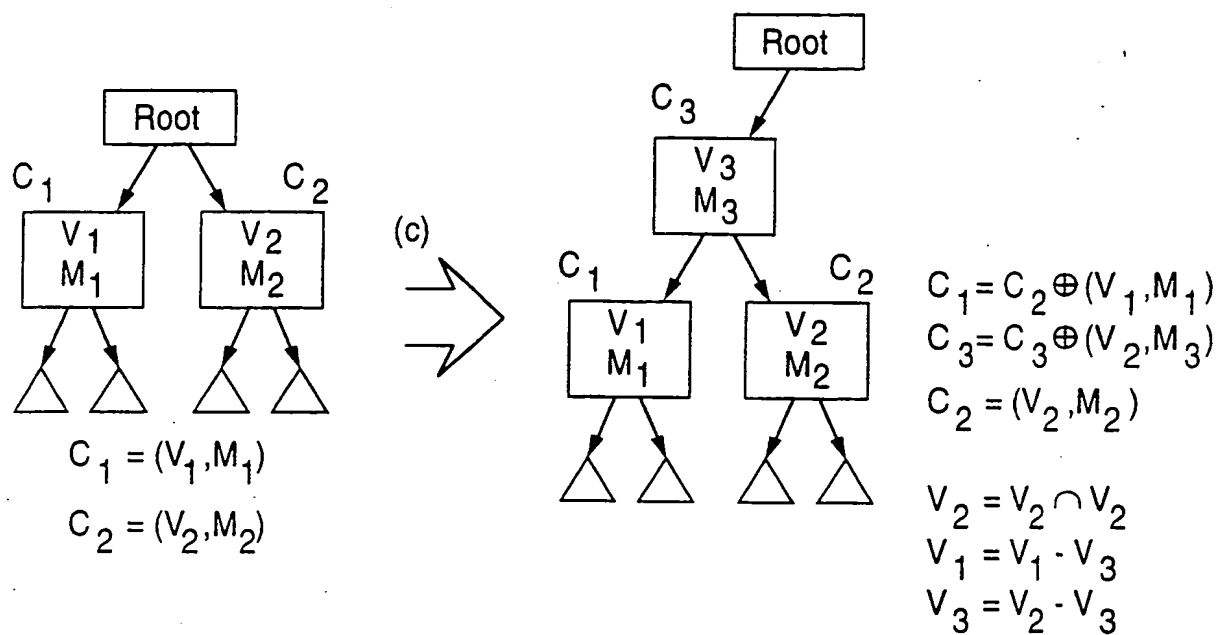 Root
C₁
C₂
V₁
M₁
V₂
M₂
C₁ = (V₁,M₁)
C₂ = (V₂,M₂)
(c)
Root
C₃
V₃
M₃
C₁
C₂
V₁
M₁
V₂
M₂
C₁ = C₂ ⊕ (V₁,M₁)
C₃ = C₃ ⊕ (V₂,M₃)
C₂ = (V₂,M₂)
V₂ = V₂ ∩ V₂
V₁ = V₁ - V₃
V₃ = V₂ - V₃